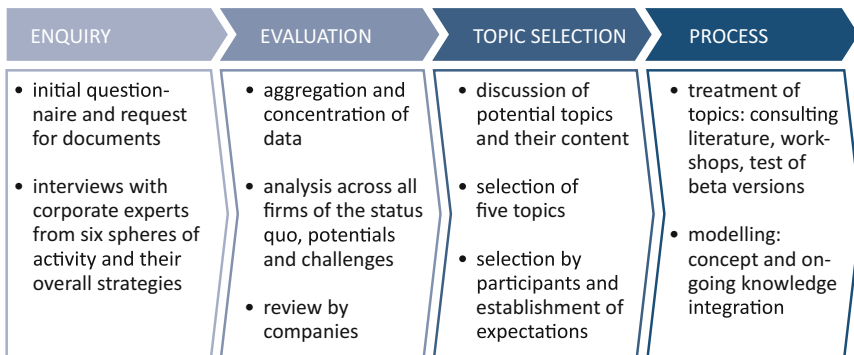 ENQUIRY
• initial question-
naire and request
for documents
• interviews with
corporate experts
from six spheres of
activity and their
overall strategies
EVALUATION
• aggregation and
concentration of
data
• analysis across all
firms of the status
quo, potentials
and challenges
• review by
companies
TOPIC SELECTION
• discussion of
potential topics
and their content
• selection of
five topics
• selection by
participants and
establishment of
expectations
PROCESS
• treatment of
topics: consulting
literature, work-
shops, test of
beta versions
• modelling:
concept and on-
going knowledge
integration